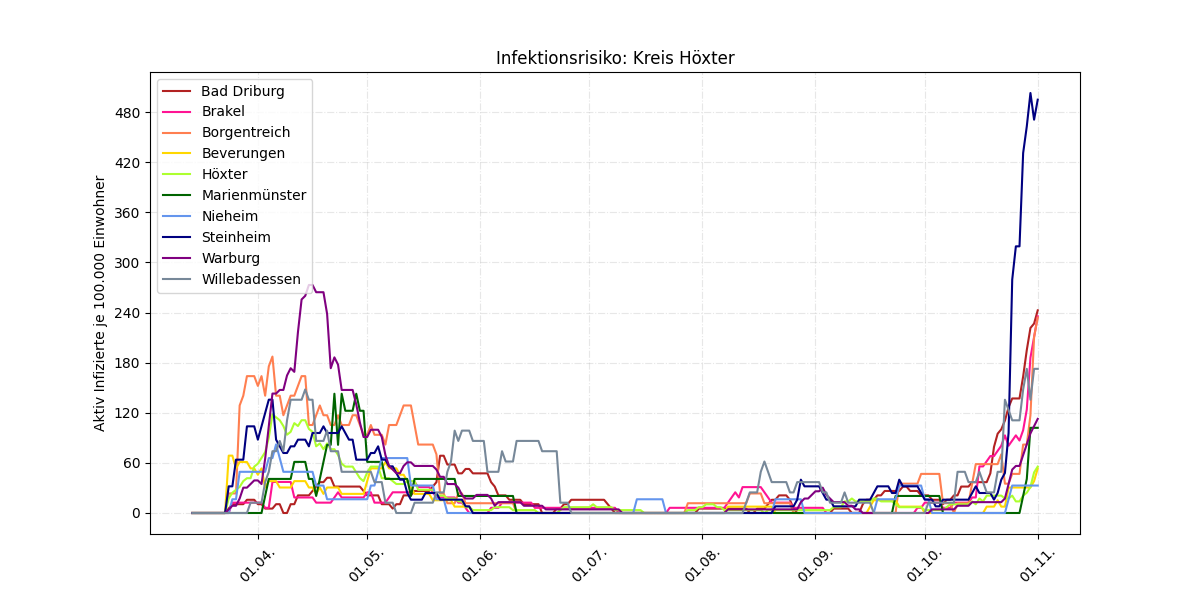 Infektionsrisiko: Kreis Höxter
Aktiv Infizierte je 100.000 Einwohner
480
420
360
300
240
180
120
60
0
Bad Driburg
Brakel
Borgentreich
Beverungen
Höxter
Marienmünster
Nieheim
Steinheim
Warburg
Willebadessen
01.04.
01.05.
01.06.
01.07.
01.08.
01.09.
01.10.
01.11.